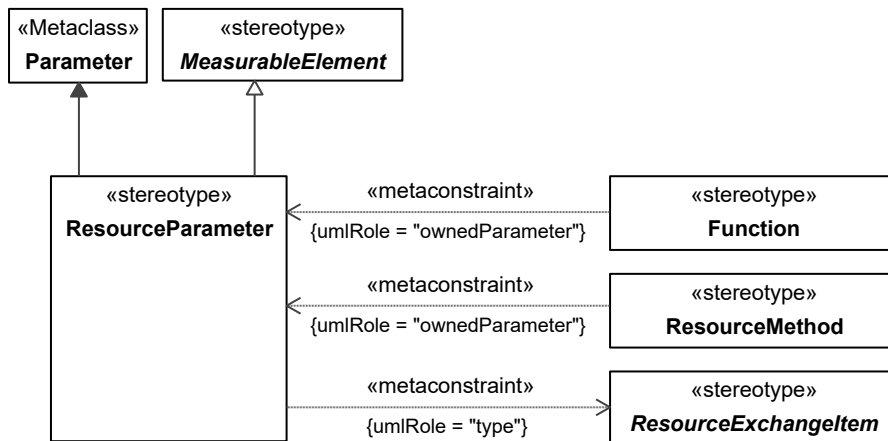 «Metaclass»
Parameter
«stereotype»
MeasurableElement
«stereotype»
ResourceParameter
«metaconstraint»
{umlRole = "ownedParameter"}
«stereotype»
Function
«metaconstraint»
{umlRole = "ownedParameter"}
«stereotype»
ResourceMethod
«metaconstraint»
{umlRole = "type"}
«stereotype»
ResourceExchangeItem